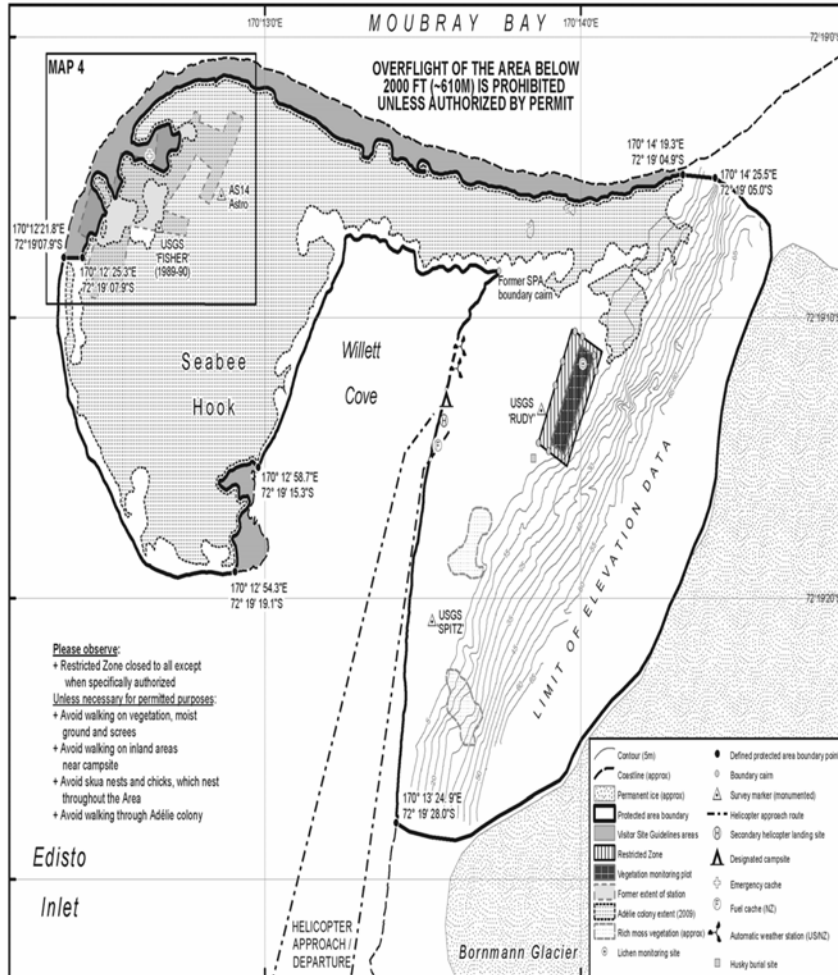 170°13'0"E
MOUBRAY BAY
170°14'0"E
72°19'0"S
MAP 4
OVERFLIGHT OF THE AREA BELOW
2000 FT (~610M) IS PROHIBITED
UNLESS AUTHORIZED BY PERMIT
170° 14' 19.3"E
72° 19' 04.9"S
170° 14' 25.5"E
72° 19' 05.0"S
AS14
Astro
170°12'21.8"E
72°19'07.9"S
USGS
'FISHER'
(1989-90)
170° 12' 25.3"E
72° 19' 07.9"S
Former SPA
boundary cairn
72°19'10"S
Seabee
Hook
Willett
Cove
USGS
'RUDY'
170° 12' 58.7"E
72° 19' 15.3"S
LIMIT OF ELEVATION DATA
170° 12' 54.3"E
72° 19' 19.1"S
72°19'20"S
USGS
'SPITZ'
Please observe:
+ Restricted Zone closed to all except
when specifically authorized
Unless necessary for permitted purposes:
+ Avoid walking on vegetation, moist
ground and screes
+ Avoid walking on inland areas
near campsite
+ Avoid skua nests and chicks, which nest
throughout the Area
+ Avoid walking through Adélie colony
170° 13' 24.9"E
72° 19' 28.0"S
Edisto
Inlet
HELICOPTER
APPROACH /
DEPARTURE
Bornmann Glacier
Contour (5m)
Coastline (approx)
Permanent ice (approx)
Protected area boundary
Visitor Site Guidelines areas
Restricted Zone
Vegetation monitoring plot
Former extent of station
Adélie colony extent (2009)
Rich moss vegetation (approx)
Lichen monitoring site
Defined protected area boundary point
Boundary cairn
Survey marker (monumented)
Helicopter approach route
H
Secondary helicopter landing site
Designated campsite
Emergency cache
F
Fuel cache (NZ)
Automatic weather station (US/NZ)
Husky burial site